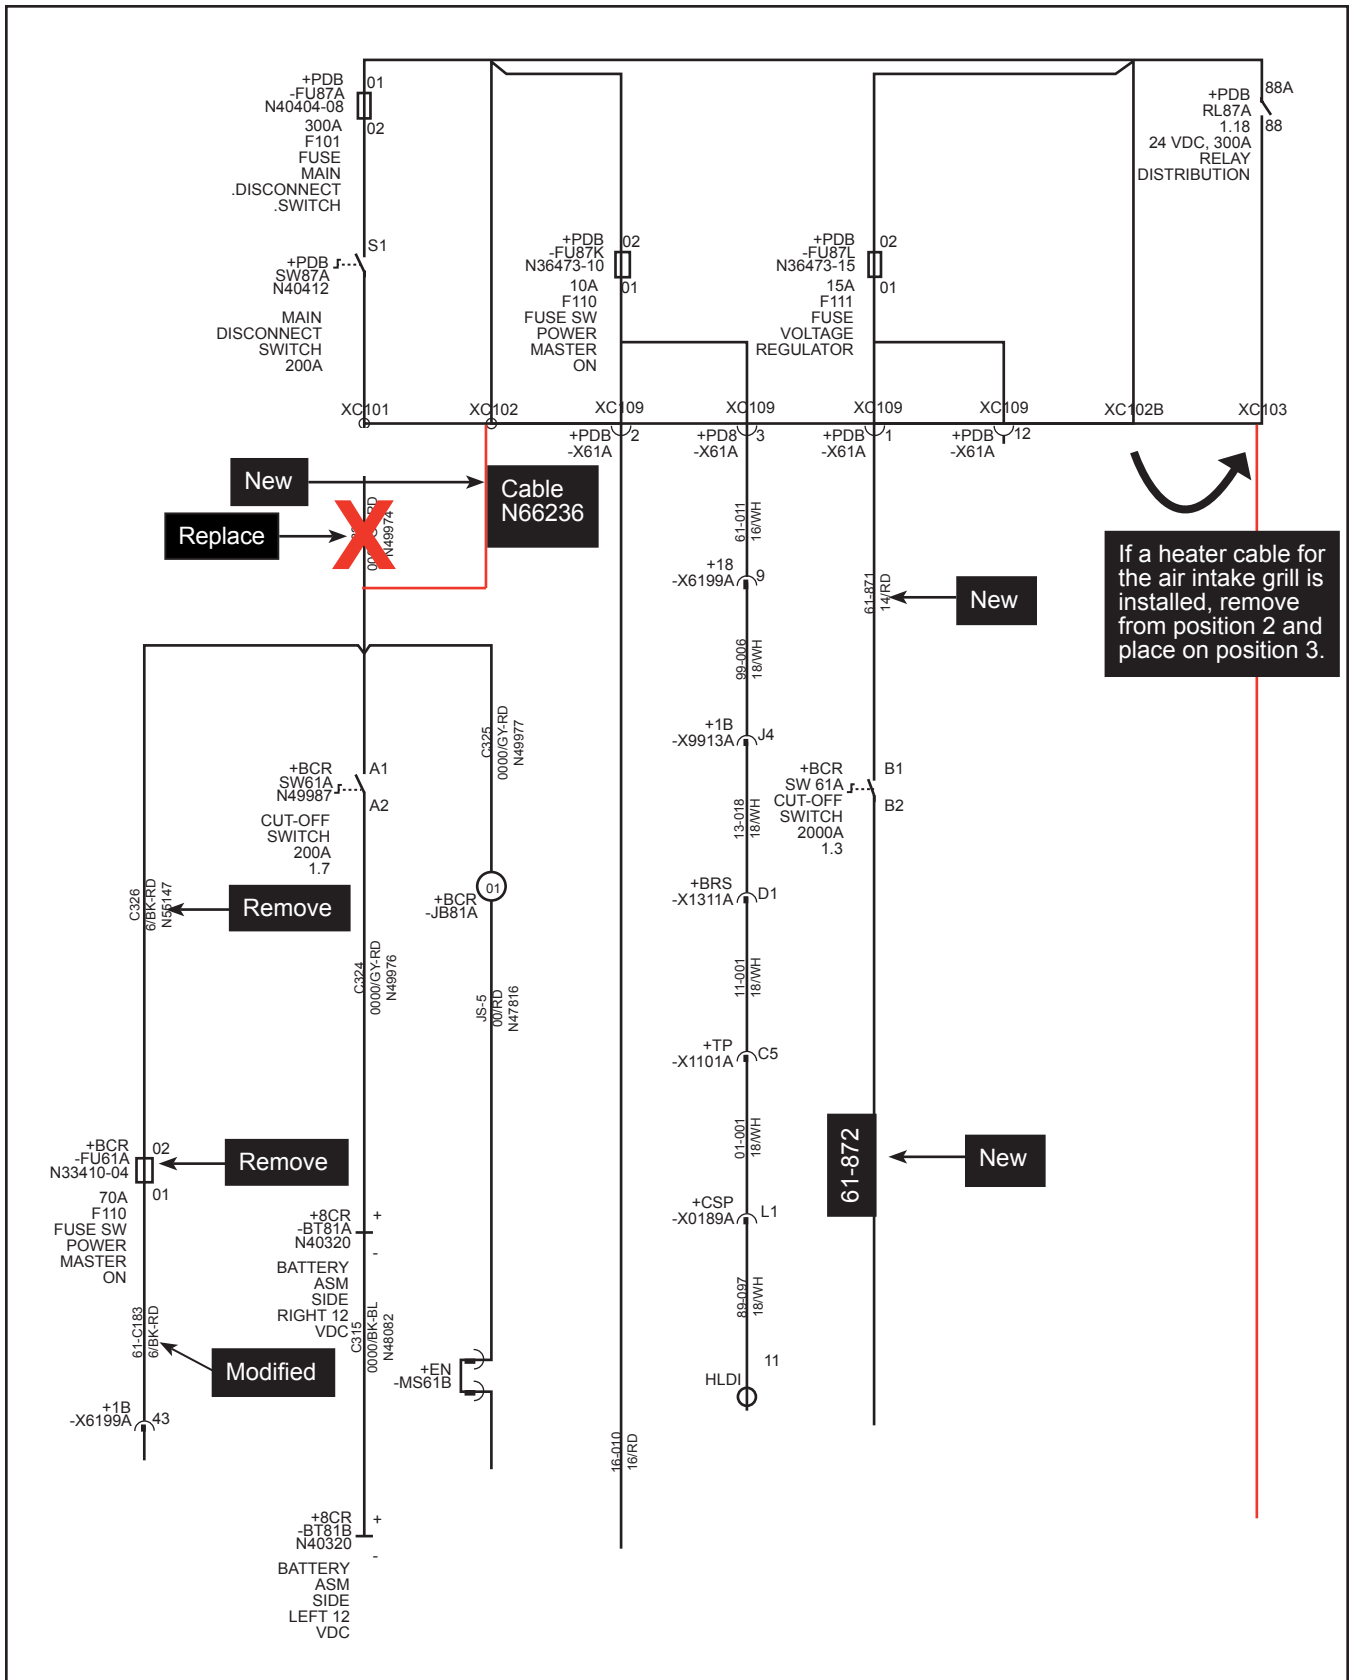 +PDB
-FU87A
N40404-08
01
02
300A
F101
FUSE
MAIN
.DISCONNECT
.SWITCH
S1
+PDB
SW87A
N40412
MAIN
DISCONNECT
SWITCH
200A
+PDB
-FU87K
N36473-10
02
01
10A
F110
FUSE SW
POWER
MASTER
ON
+PDB
-FU87L
N36473-15
02
01
15A
F111
FUSE
VOLTAGE
REGULATOR
88A
+PDB
RL87A
1.18
88
24 VDC, 300A
RELAY
DISTRIBUTION
XC101
XC102
XC109
XC109
XC109
XC109
XC102B
XC103
+PDB
-X61A
2
+PD8
-X61A
3
+PDB
-X61A
1
+PDB
-X61A
12
New
Cable
N66236
Replace
N49974
61-011
16/WH
+18
-X6199A
9
61-871
14/RD
New
If a heater cable for
the air intake grill is
installed, remove
from position 2 and
place on position 3.
99-006
18/WH
C325
0000/GY-RD
N49977
+1B
-X9913A
J4
+BCR
SW61A
N49987
A1
A2
CUT-OFF
SWITCH
200A
1.7
13-018
18/WH
+BCR
SW 61A
CUT-OFF
SWITCH
2000A
1.3
B1
B2
C326
6/BK-RD
N55147
Remove
01
+BCR
-JB81A
+BRS
-X1311A
D1
C324
0000/GY-RD
N49976
JS-5
00/RD
N47816
11-001
18/WH
+TP
-X1101A
C5
+BCR
-FU61A
N33410-04
02
01
Remove
70A
F110
FUSE SW
POWER
MASTER
ON
01-001
18/WH
61-872
New
+8CR
-BT81A
N40320
+
-
BATTERY
ASM
SIDE
RIGHT 12
VDC
+CSP
-X0189A
L1
61-C183
6/BK-RD
Modified
C315
0000/BK-BL
N48082
89-097
18/WH
+EN
-MS61B
11
HLDI
+1B
-X6199A
43
16-010
16/RD
+8CR
-BT81B
N40320
+
-
BATTERY
ASM
SIDE
LEFT 12
VDC